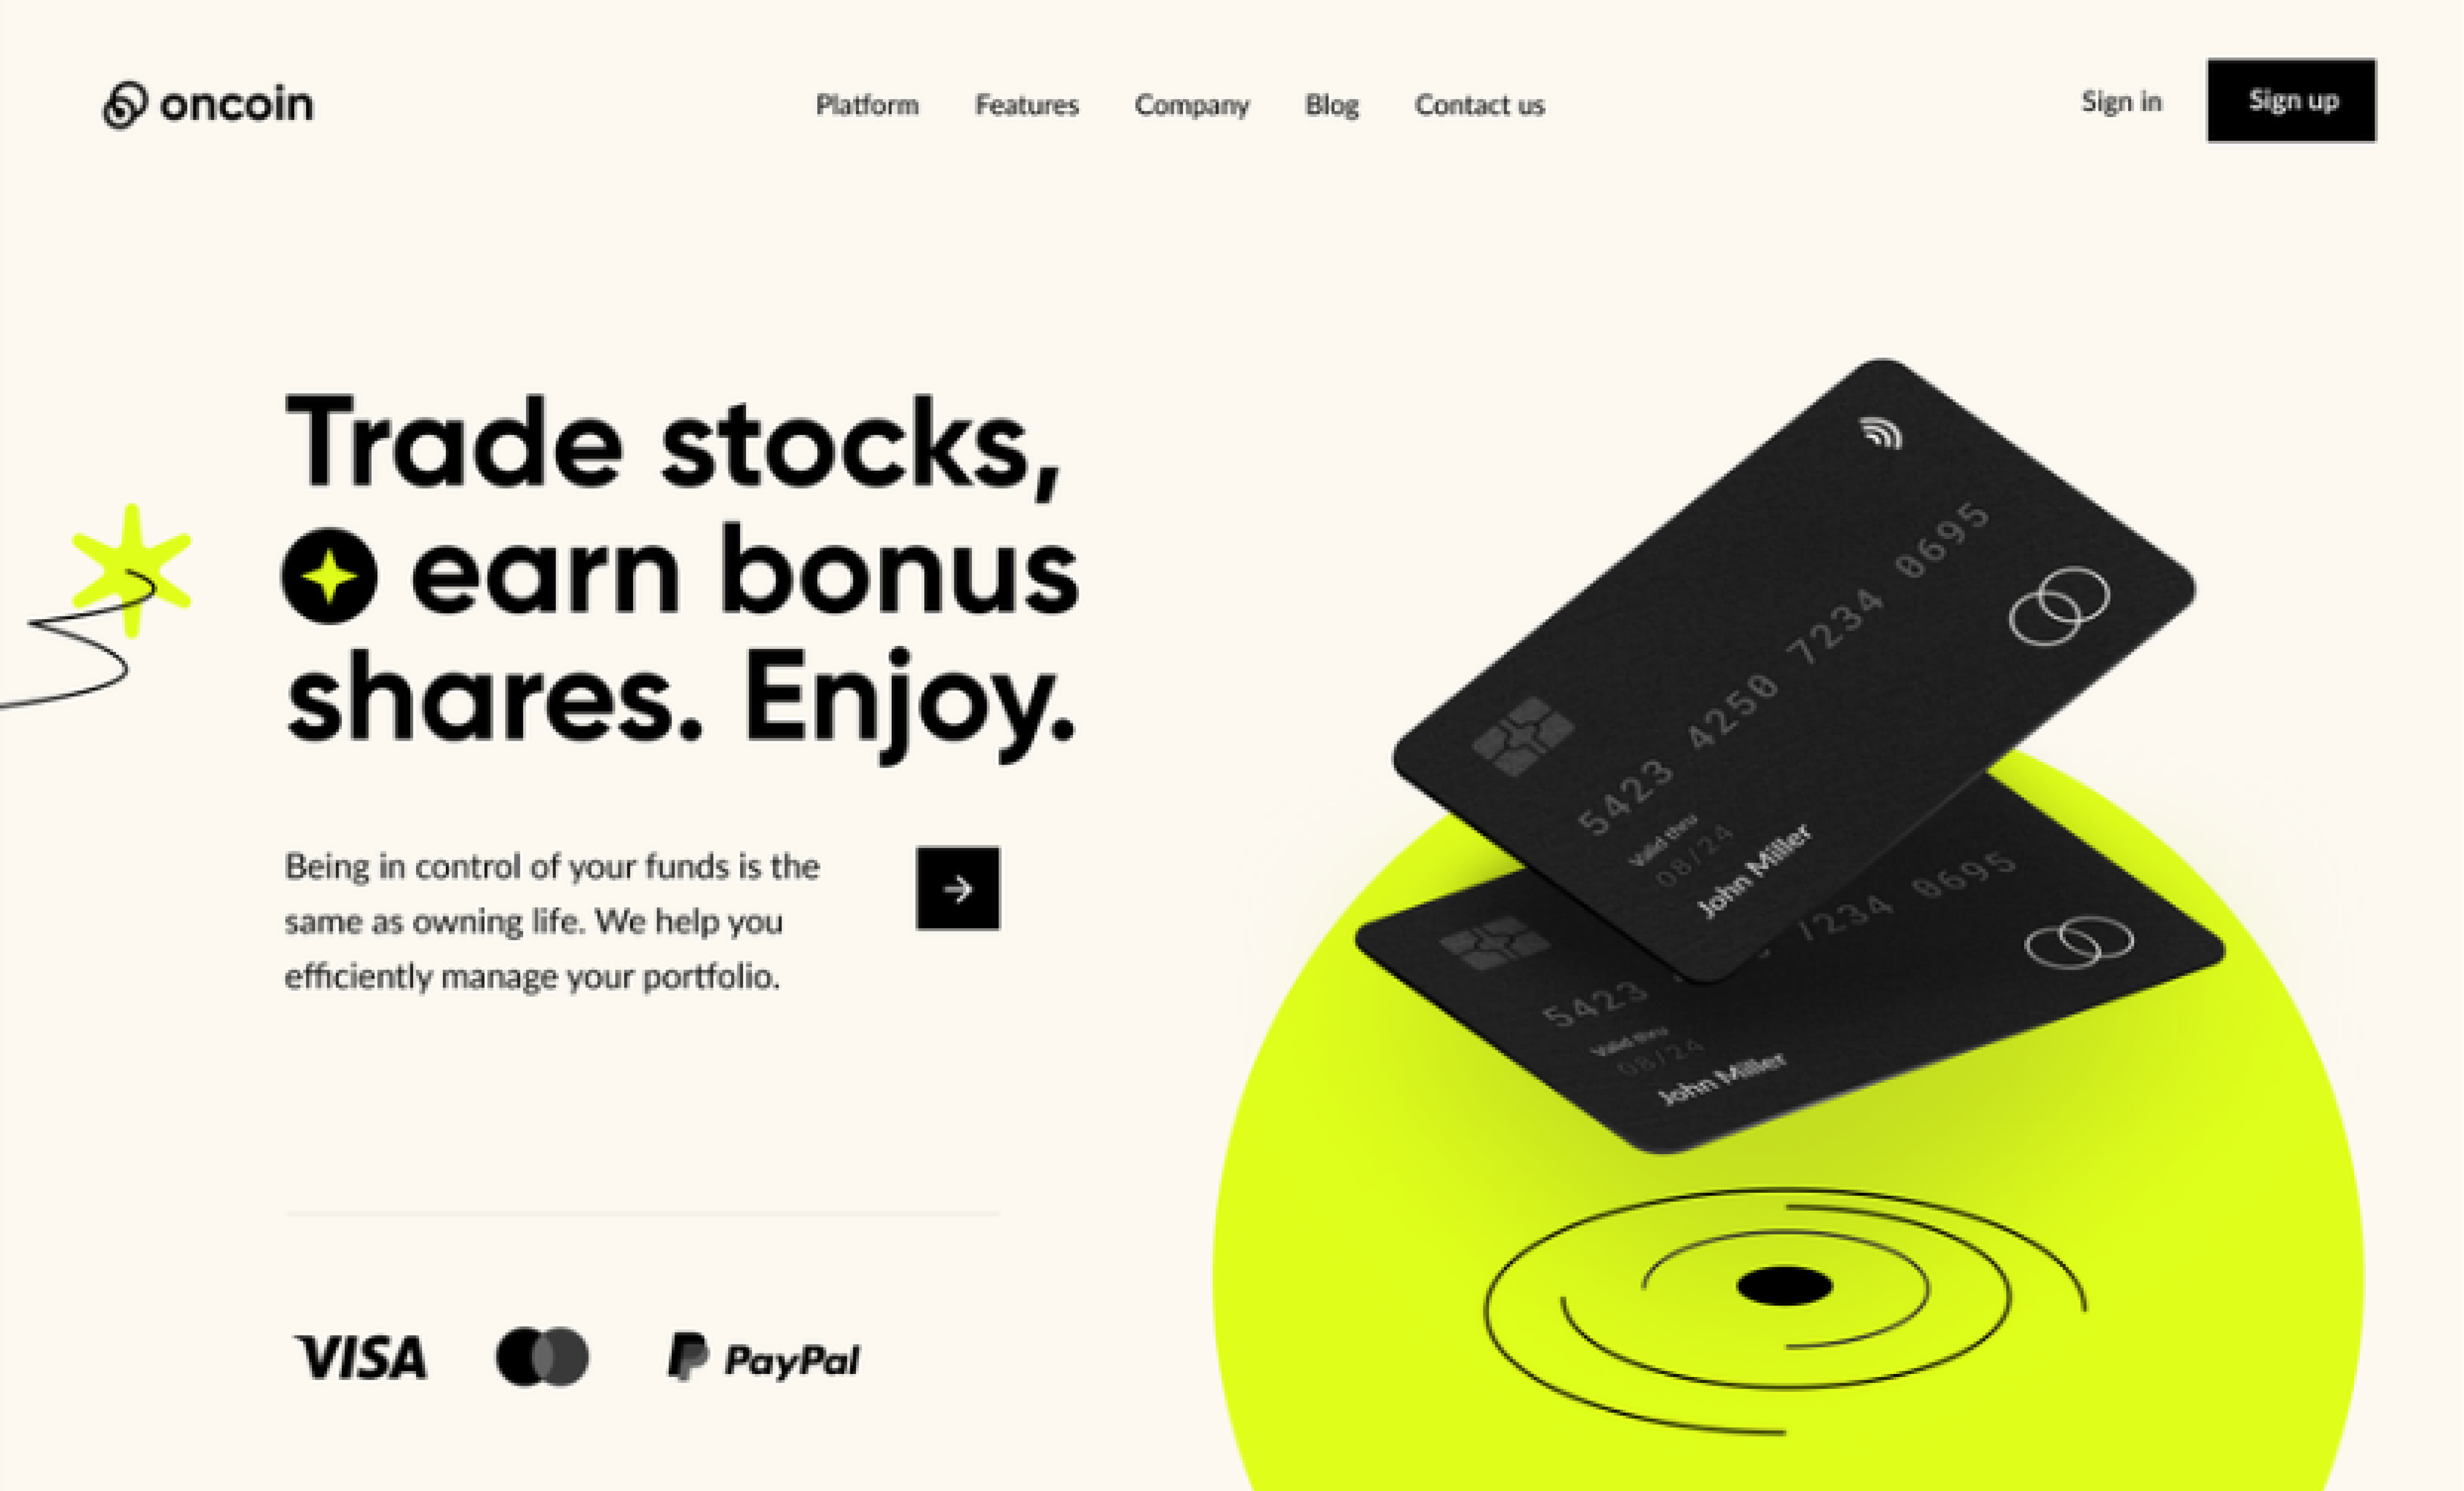 oncoin
Platform
Features
Company
Blog
Contact us
Sign in
Sign up
Trade stocks,
earn bonus
shares. Enjoy.
Being in control of your funds is the
same as owning life. We help you
efficiently manage your portfolio.
VISA
PayPal
5423 4250 7234 0695
Valid thru
08/24
John Miller
5423 7234 0695
Valid thru
08/24
John Miller